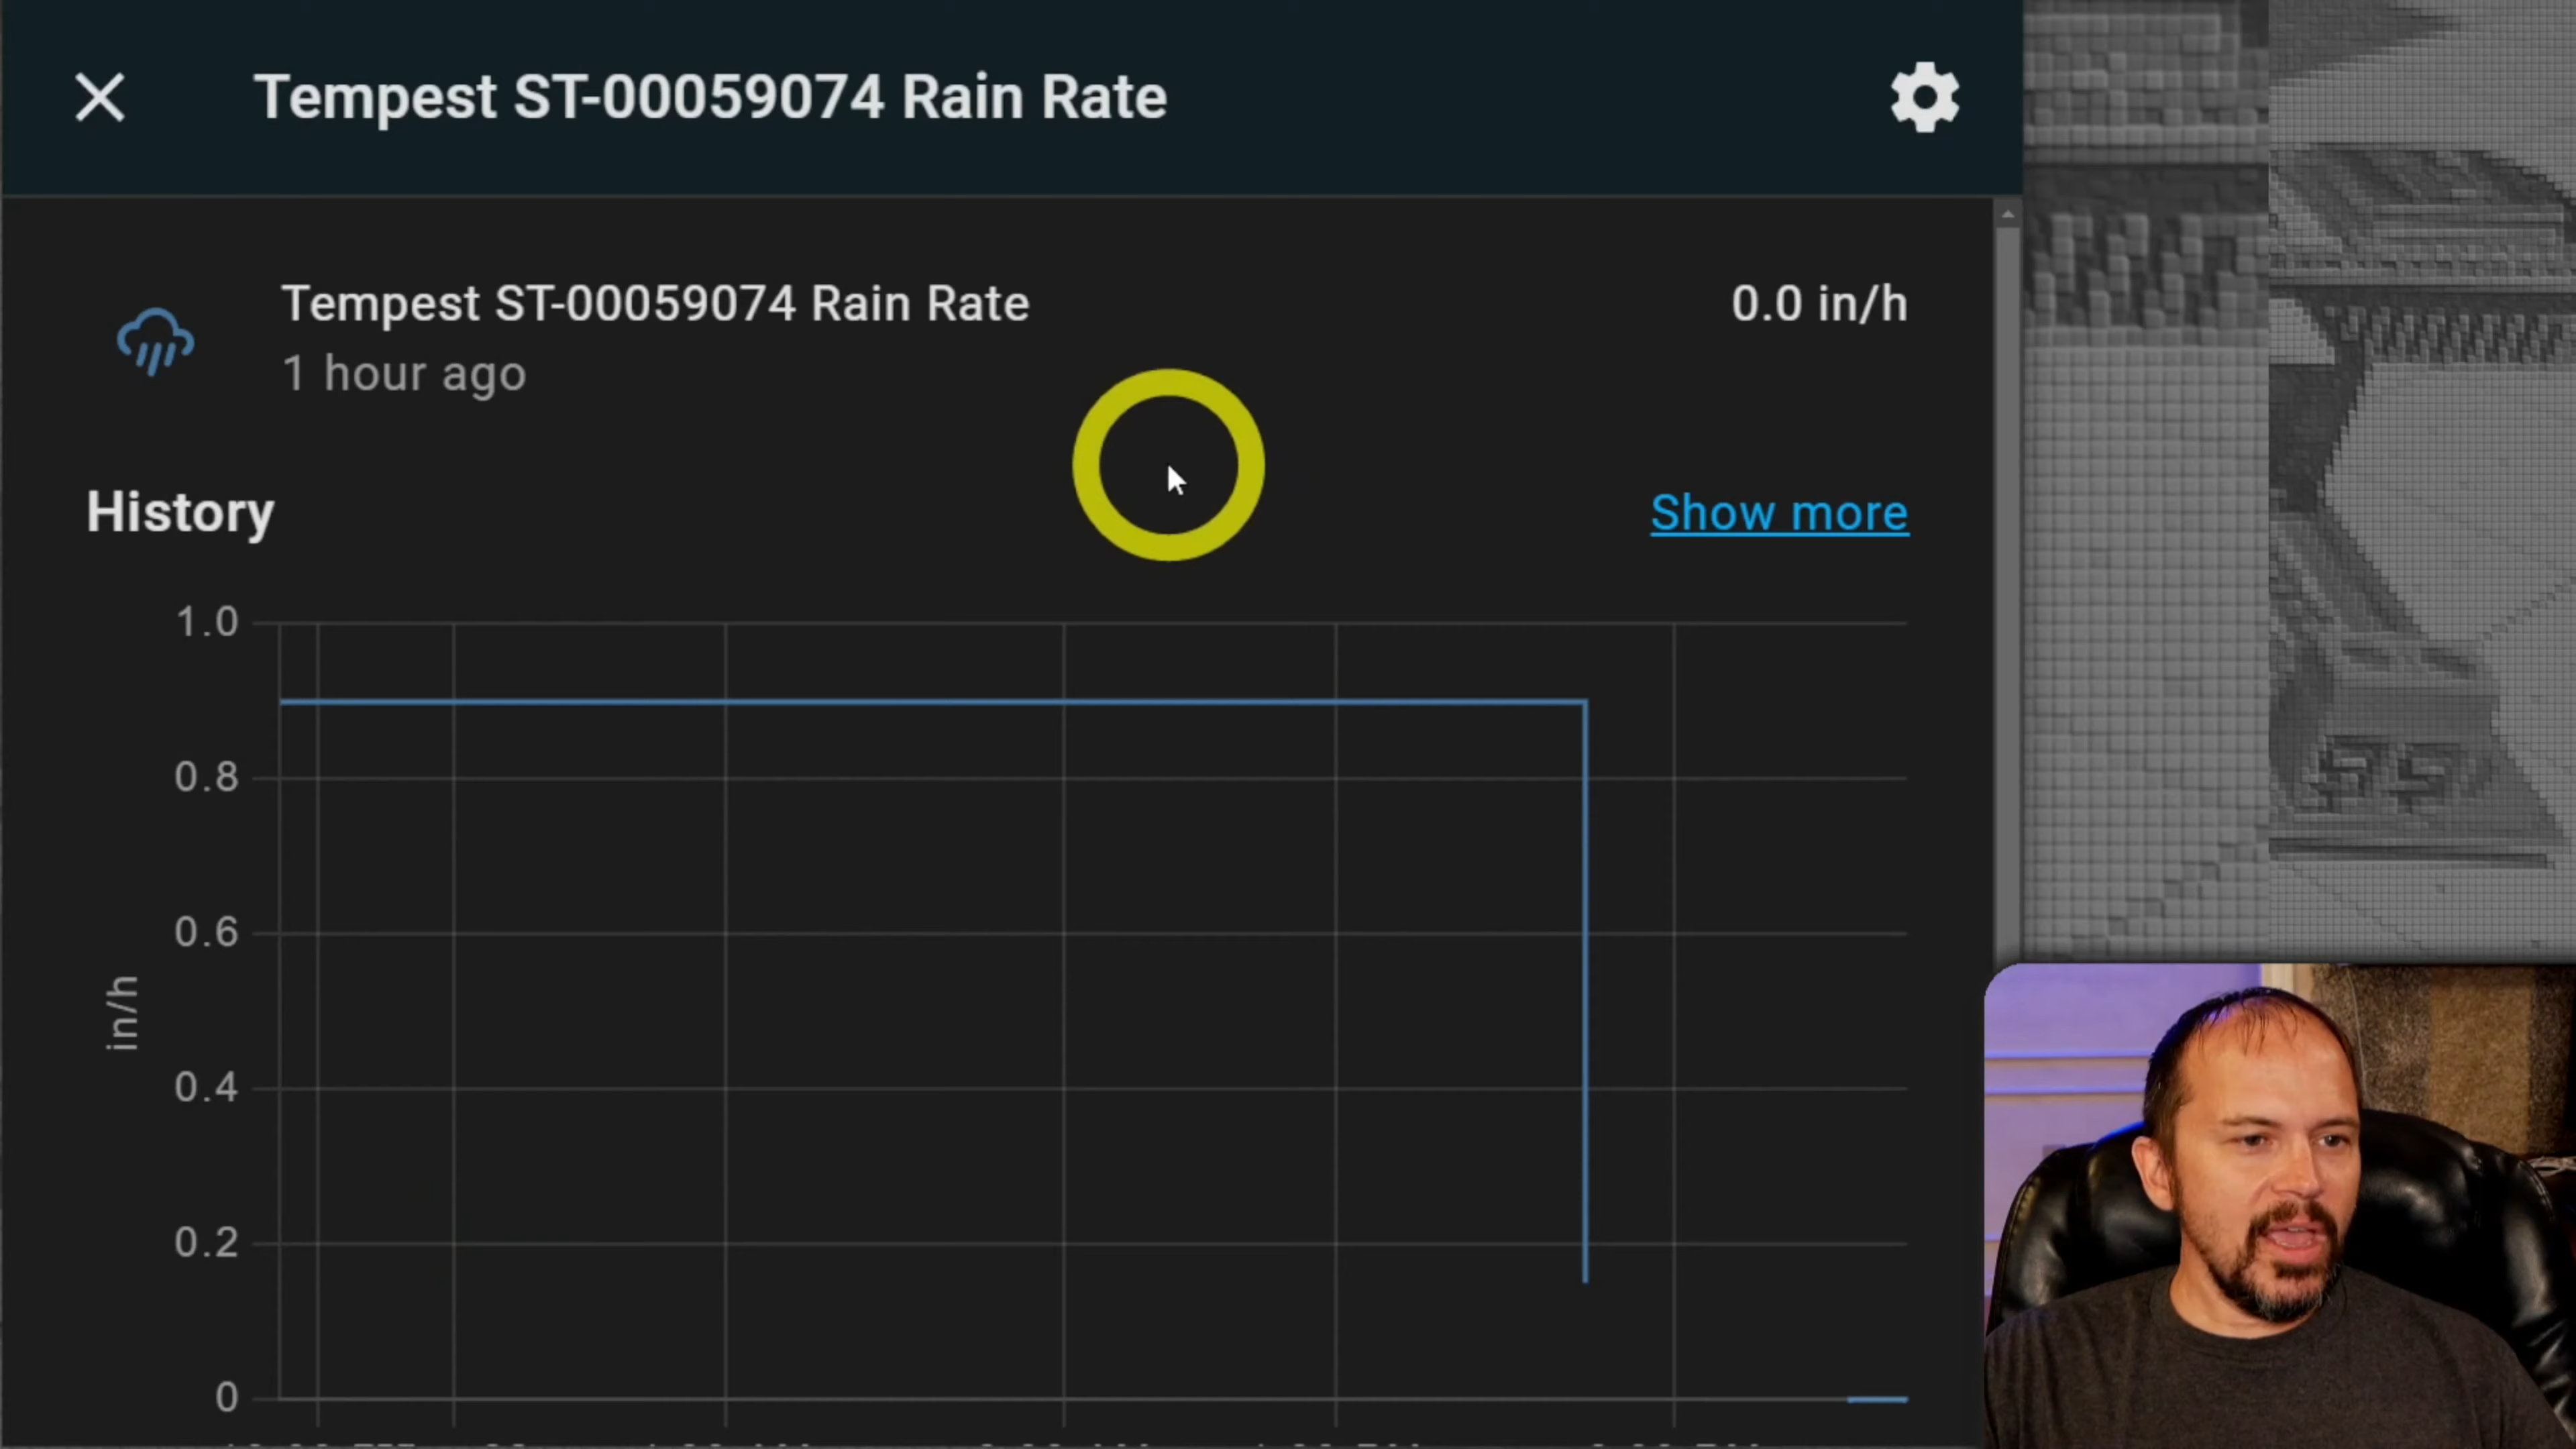 Tempest ST-00059074 Rain Rate
Tempest ST-00059074 Rain Rate
0.0 in/h
1 hour ago
History
Show more
1.0
0.8
0.6
in/h
0.4
0.2
0